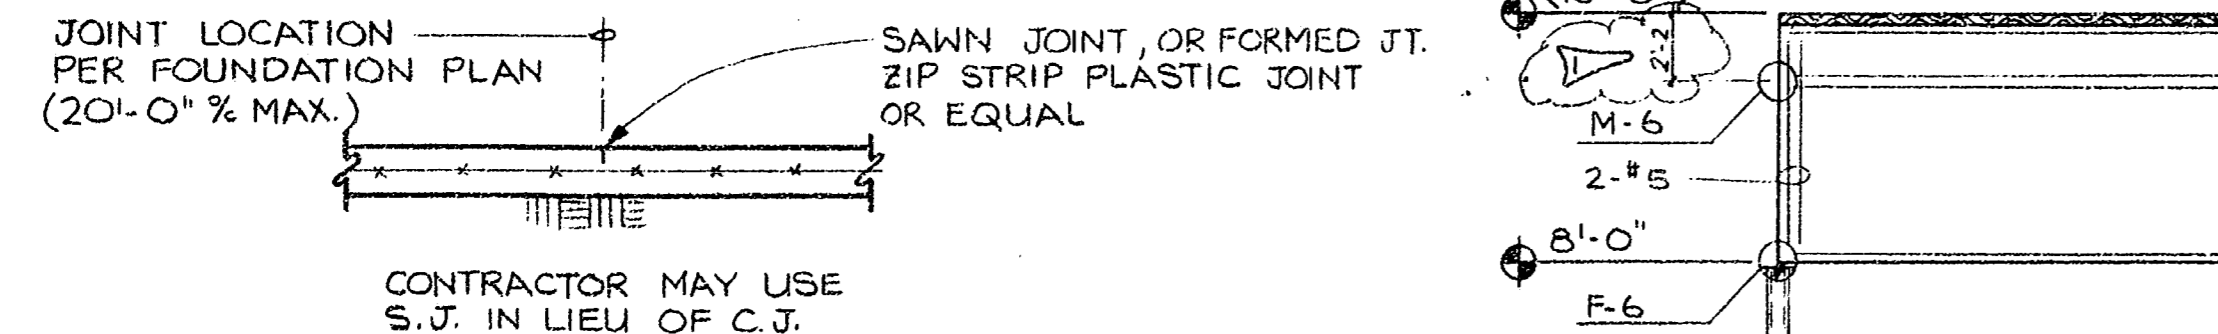 JOINT LOCATION
PER FOUNDATION PLAN
(20'-0" % MAX.)
SAWN JOINT, OR FORMED JT.
ZIP STRIP PLASTIC JOINT
OR EQUAL
CONTRACTOR MAY USE
S.J. IN LIEU OF C.J.
1
2'-2
M-6
2-#5
8'-0"
F-6